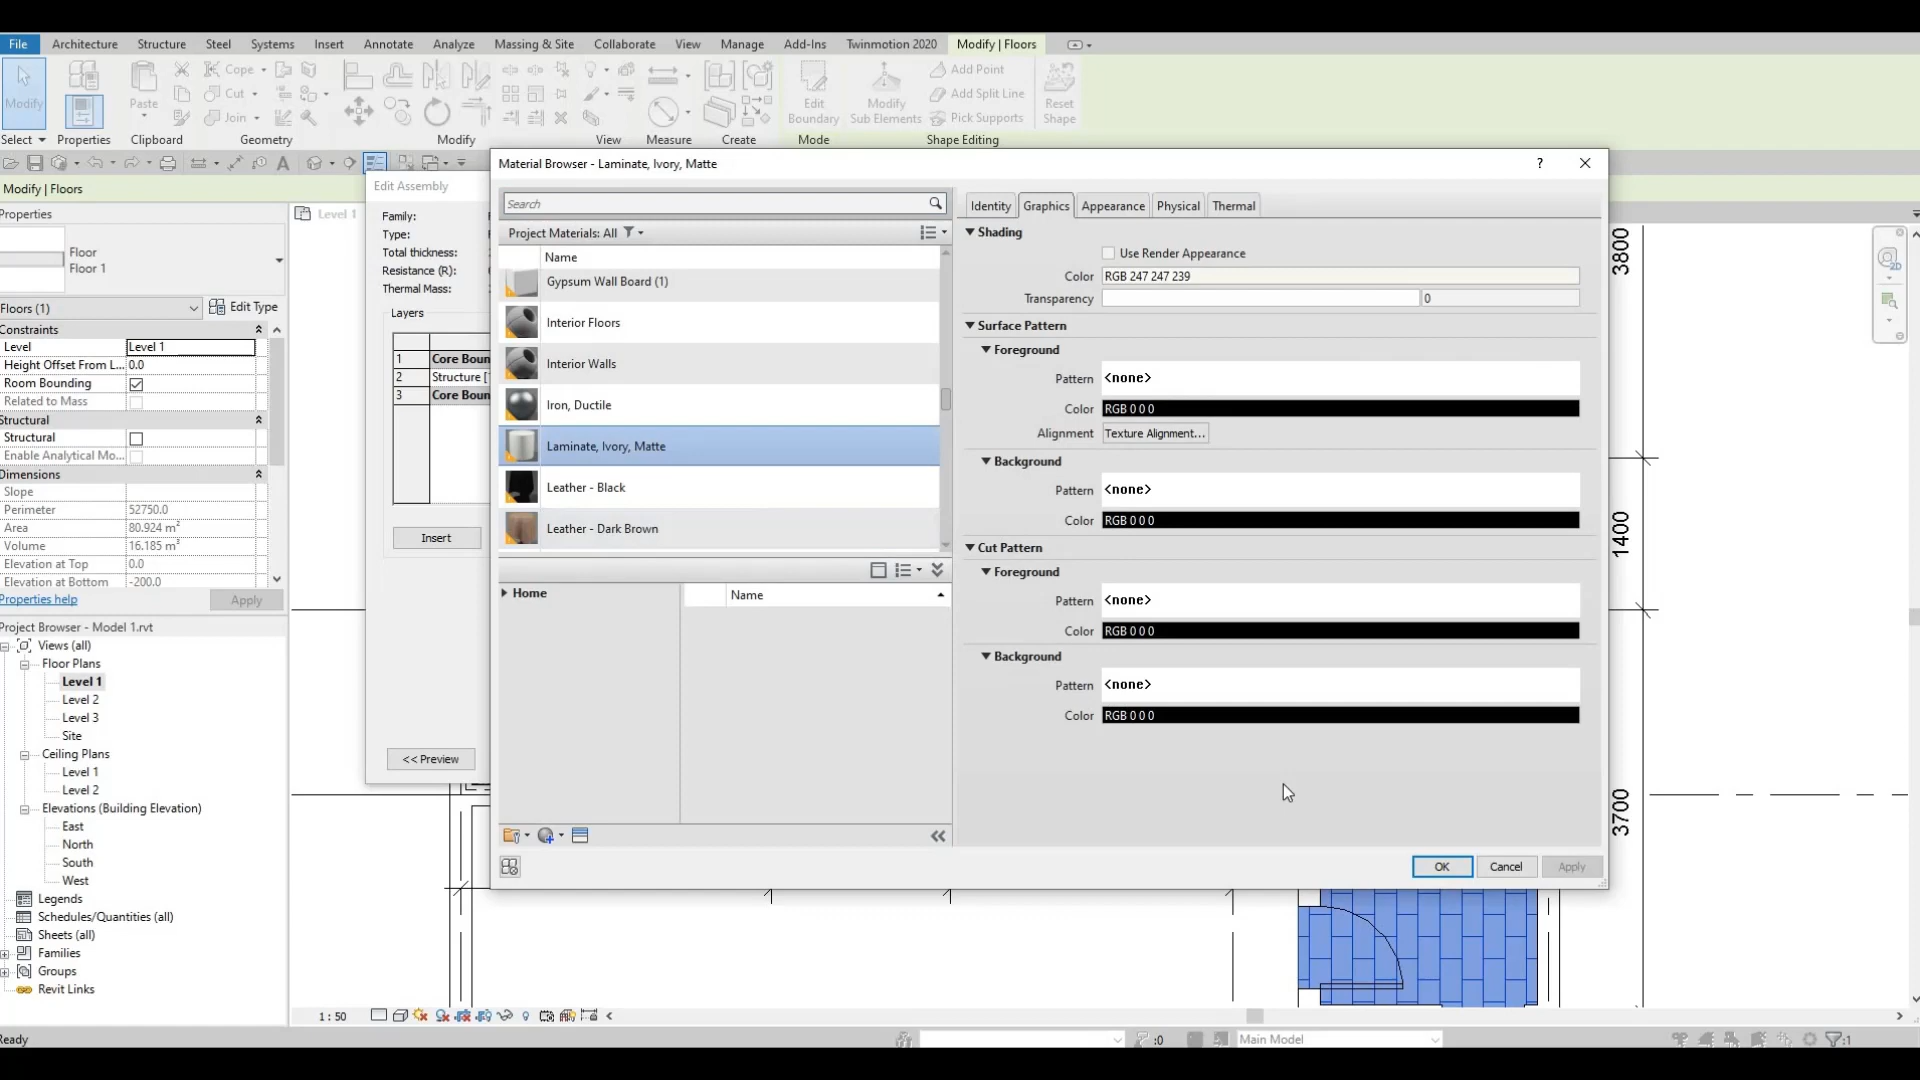 File Architecture Structure Steel Systems Insert Annotate Analyze Massing & Site Collaborate View Manage Add-Ins Twinmotion 2020 Modify | Floors
Modify
Paste
Cope
Cut
Join
Edit Boundary
Modify Sub Elements
Add Point
Add Split Line
Pick Supports
Reset Shape
Select Properties Clipboard Geometry Modify View Measure Create Mode Shape Editing
Modify | Floors
Properties
Floor
Floor 1
Floors (1) Edit Type
Constraints
Level Level 1
Height Offset From L... 0.0
Room Bounding
Related to Mass
Structural
Structural
Enable Analytical Mo...
Dimensions
Slope
Perimeter 52750.0
Area 80.924 m²
Volume 16.185 m³
Elevation at Top 0.0
Elevation at Bottom -200.0
Properties help Apply
Project Browser - Model 1.rvt
Views (all)
Floor Plans
Level 1
Level 2
Level 3
Site
Ceiling Plans
Level 1
Level 2
Elevations (Building Elevation)
East
North
South
West
Legends
Schedules/Quantities (all)
Sheets (all)
Families
Groups
Revit Links
Level 1
Edit Assembly
Family:
Type:
Total thickness:
Resistance (R):
Thermal Mass:
Layers
1 Core Boun
2 Structure [
3 Core Boun
Insert
<< Preview
Material Browser - Laminate, Ivory, Matte
?
Search
Project Materials: All
Name
Gypsum Wall Board (1)
Interior Floors
Interior Walls
Iron, Ductile
Laminate, Ivory, Matte
Leather - Black
Leather - Dark Brown
Home
Name
Identity Graphics Appearance Physical Thermal
Shading
Use Render Appearance
Color RGB 247 247 239
Transparency 0
Surface Pattern
Foreground
Pattern <none>
Color RGB 0 0 0
Alignment Texture Alignment...
Background
Pattern <none>
Color RGB 0 0 0
Cut Pattern
Foreground
Pattern <none>
Color RGB 0 0 0
Background
Pattern <none>
Color RGB 0 0 0
OK Cancel Apply
3800
1400
3700
2D
1 : 50
Ready
:0
Main Model
:1